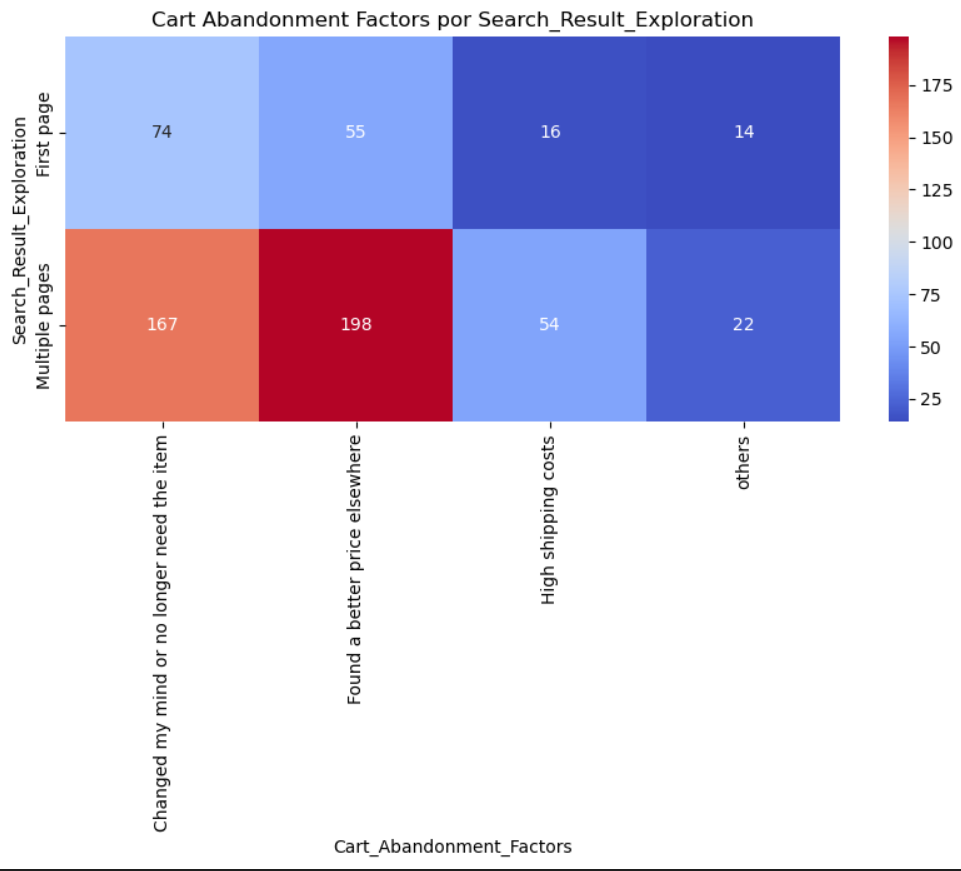 Cart Abandonment Factors por Search_Result_Exploration
Search_Result_Exploration
First page
Multiple pages
74 55 16 14
167 198 54 22
175
150
125
100
75
50
25
Changed my mind or no longer need the item
Found a better price elsewhere
High shipping costs
others
Cart_Abandonment_Factors